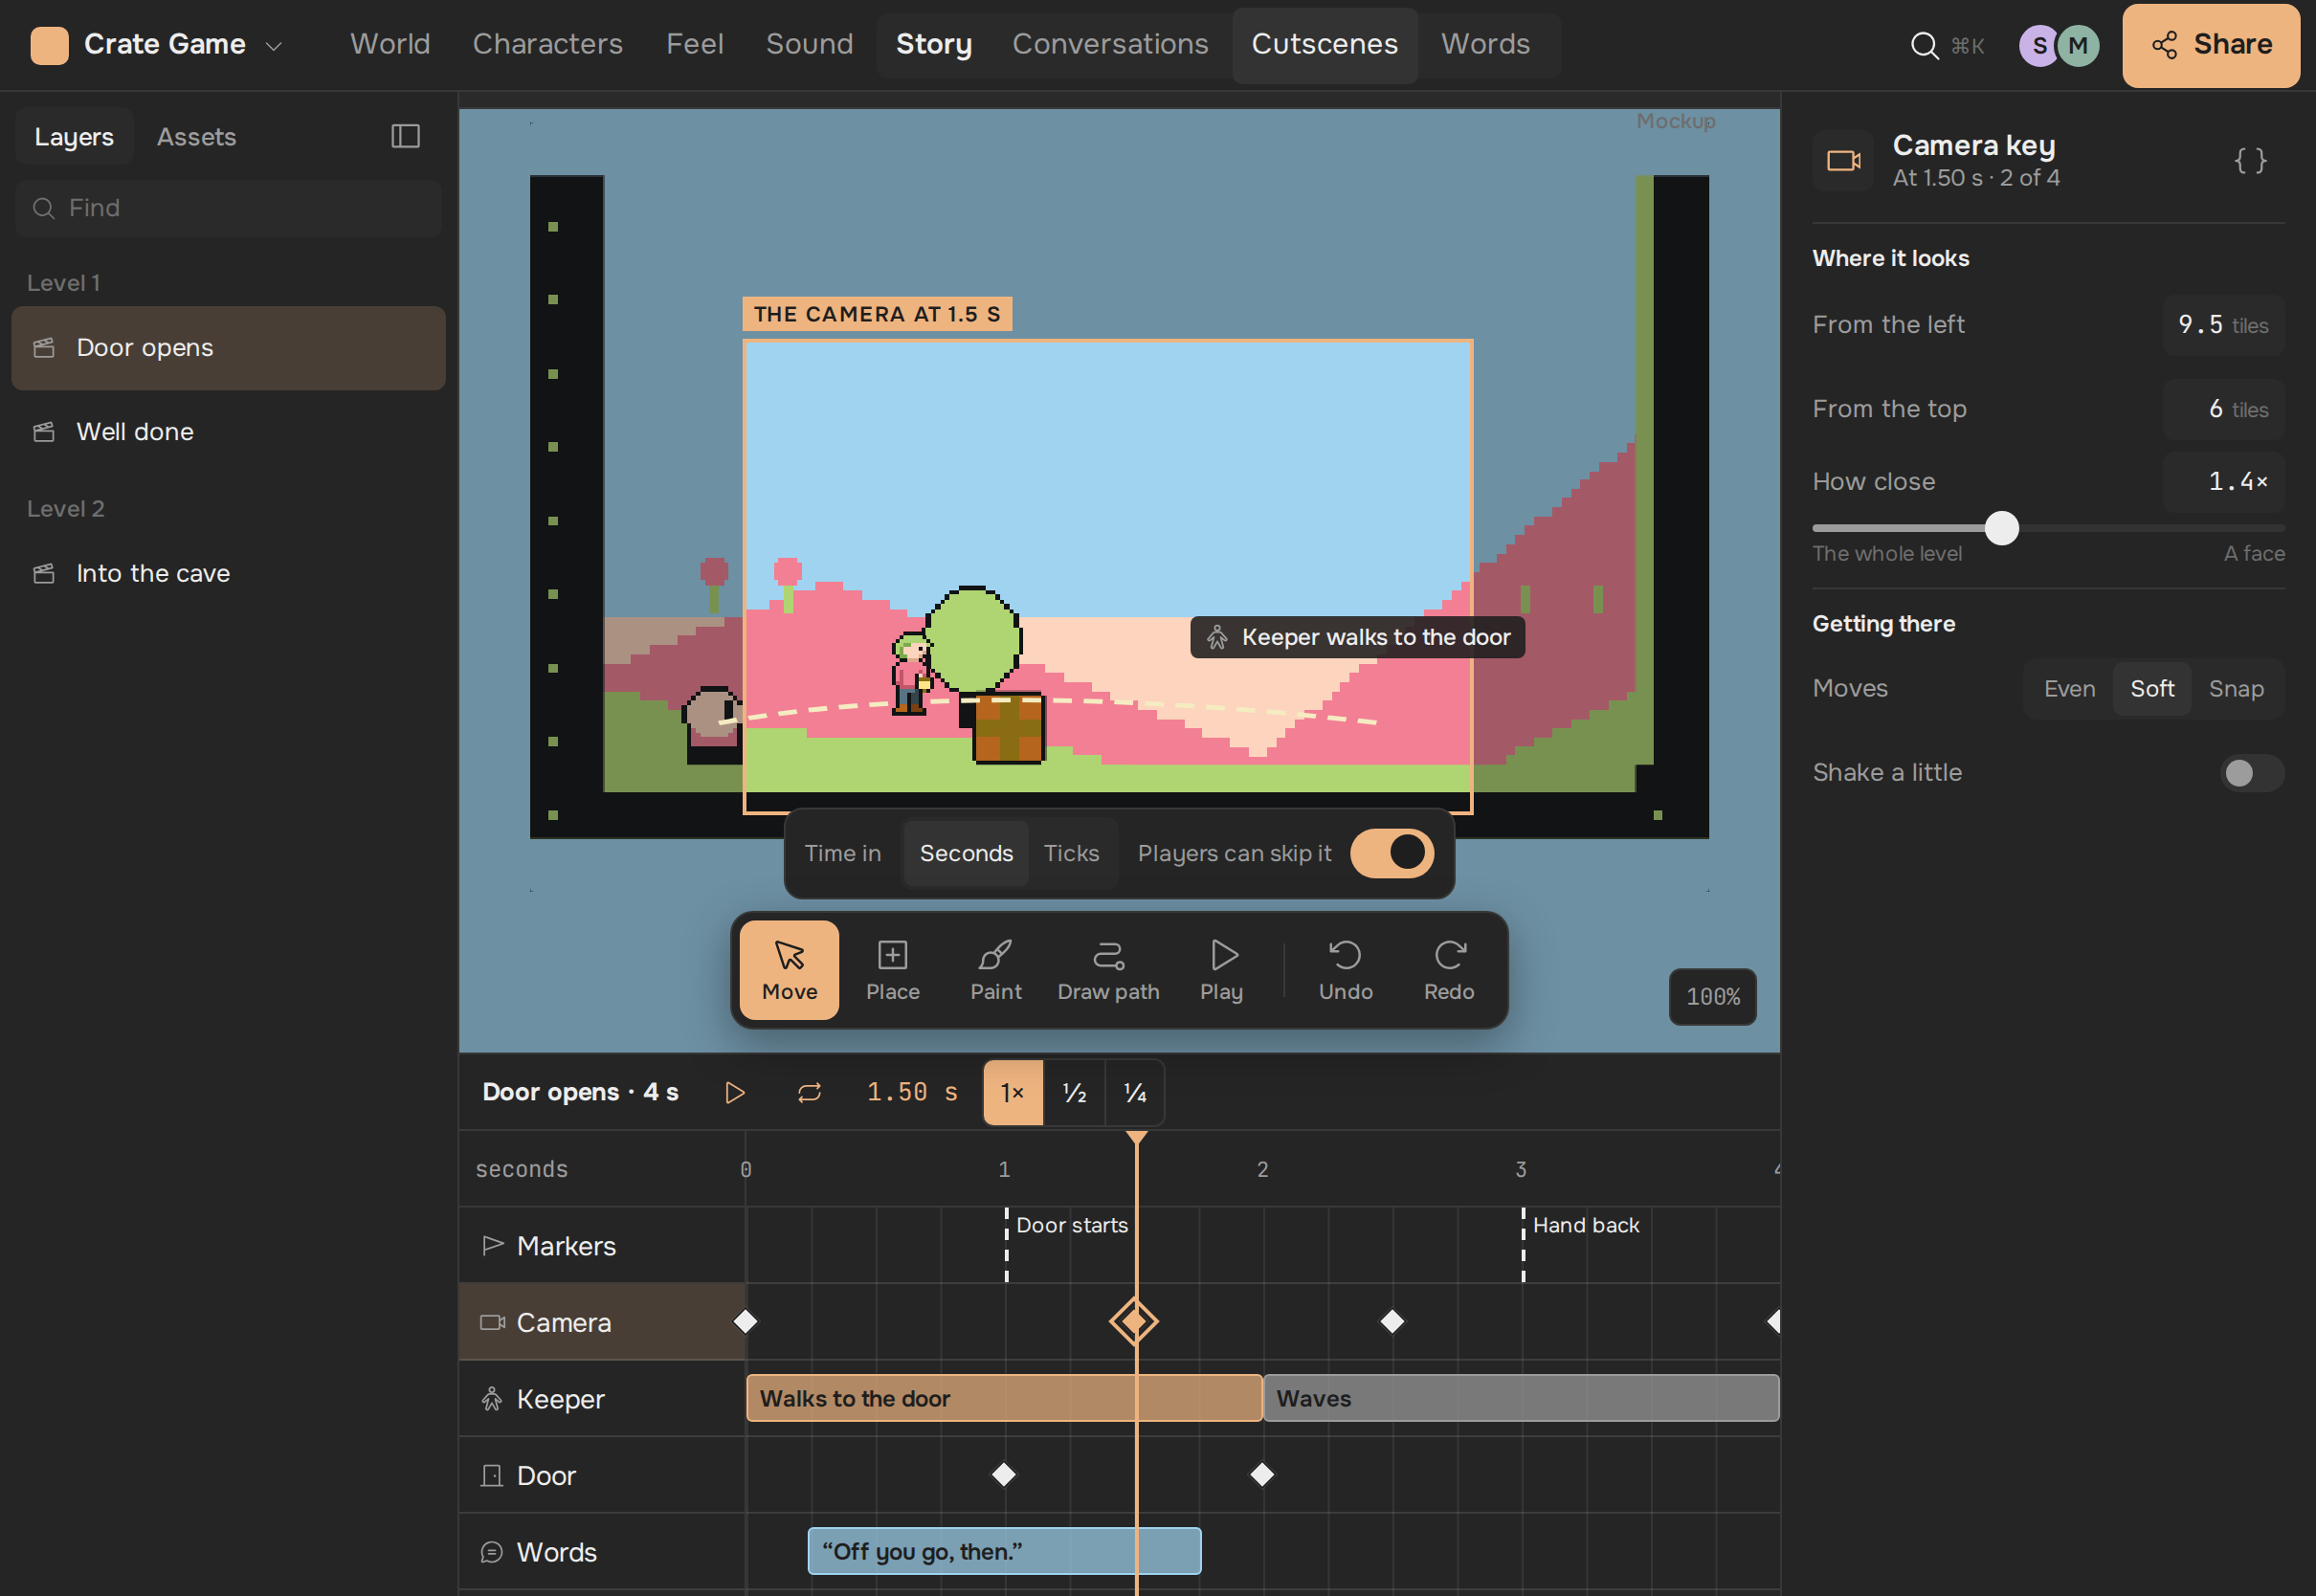 Crate Game World Characters Feel Sound Story Conversations Cutscenes Words ⌘K S M Share
Layers Assets
Find
Level 1
Door opens
Well done
Level 2
Into the cave
Mockup
THE CAMERA AT 1.5 S
Keeper walks to the door
Time in Seconds Ticks Players can skip it
Move Place Paint Draw path Play Undo Redo
100%
Camera key
At 1.50 s · 2 of 4
{ }
Where it looks
From the left 9.5 tiles
From the top 6 tiles
How close 1.4×
The whole level A face
Getting there
Moves Even Soft Snap
Shake a little
Door opens · 4 s 1.50 s 1× ½ ¼
seconds 0 1 2 3 4
Markers Door starts Hand back
Camera
Keeper Walks to the door Waves
Door
Words “Off you go, then.”